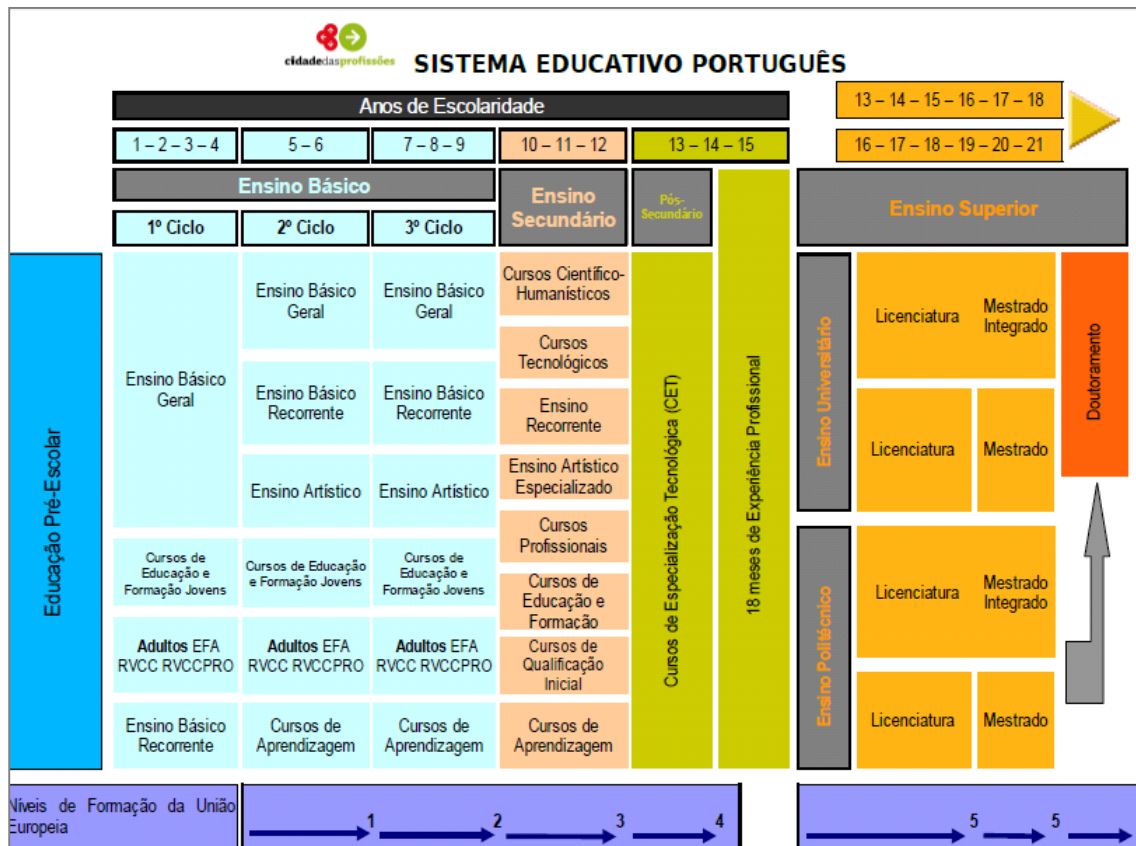 cidadedasprofissões
SISTEMA EDUCATIVO PORTUGUÊS
Anos de Escolaridade
13 – 14 – 15 – 16 – 17 – 18
1 – 2 – 3 – 4
5 – 6
7 – 8 – 9
10 – 11 – 12
13 – 14 – 15
16 – 17 – 18 – 19 – 20 – 21
Ensino Básico
1º Ciclo
2º Ciclo
3º Ciclo
Ensino
Secundário
Pós-
Secundário
Ensino Superior
Educação Pré-Escolar
Ensino Básico
Geral
Cursos de
Educação e
Formação Jovens
Adultos EFA
RVCC RVCCPRO
Ensino Básico
Recorrente
Ensino Básico
Geral
Ensino Básico
Recorrente
Ensino Artístico
Cursos de Educação
e Formação Jovens
Adultos EFA
RVCC RVCCPRO
Cursos de
Aprendizagem
Ensino Básico
Geral
Ensino Básico
Recorrente
Ensino Artístico
Cursos de
Educação e
Formação Jovens
Adultos EFA
RVCC RVCCPRO
Cursos de
Aprendizagem
Cursos Científico-
Humanísticos
Cursos
Tecnológicos
Ensino
Recorrente
Ensino Artístico
Especializado
Cursos
Profissionais
Cursos de
Educação e
Formação
Cursos de
Qualificação
Inicial
Cursos de
Aprendizagem
Cursos de Especialização Tecnológica (CET)
18 meses de Experiência Profissional
Ensino Universitário
Licenciatura
Mestrado
Integrado
Licenciatura
Mestrado
Doutoramento
Ensino Politécnico
Licenciatura
Mestrado
Integrado
Licenciatura
Mestrado
Níveis de Formação da União
Europeia
1
2
3
4
5
5